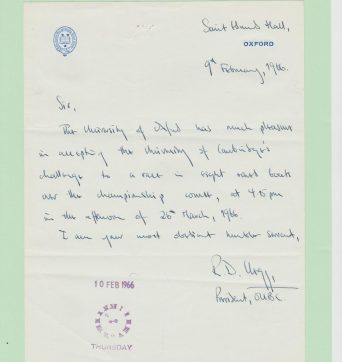 Saint Edmund Hall,
OXFORD
9th February, 1966.
Sir,
The University of Oxford has much pleasure
in accepting the University of Cambridge's
challenge to a race in eight oared boats
over the championship course, at 4.15 pm
in the afternoon of 26th March, 1966.
I am your most obedient humble servant,
R. D.
President, OUBC.
10 FEB 1966
THURSDAY